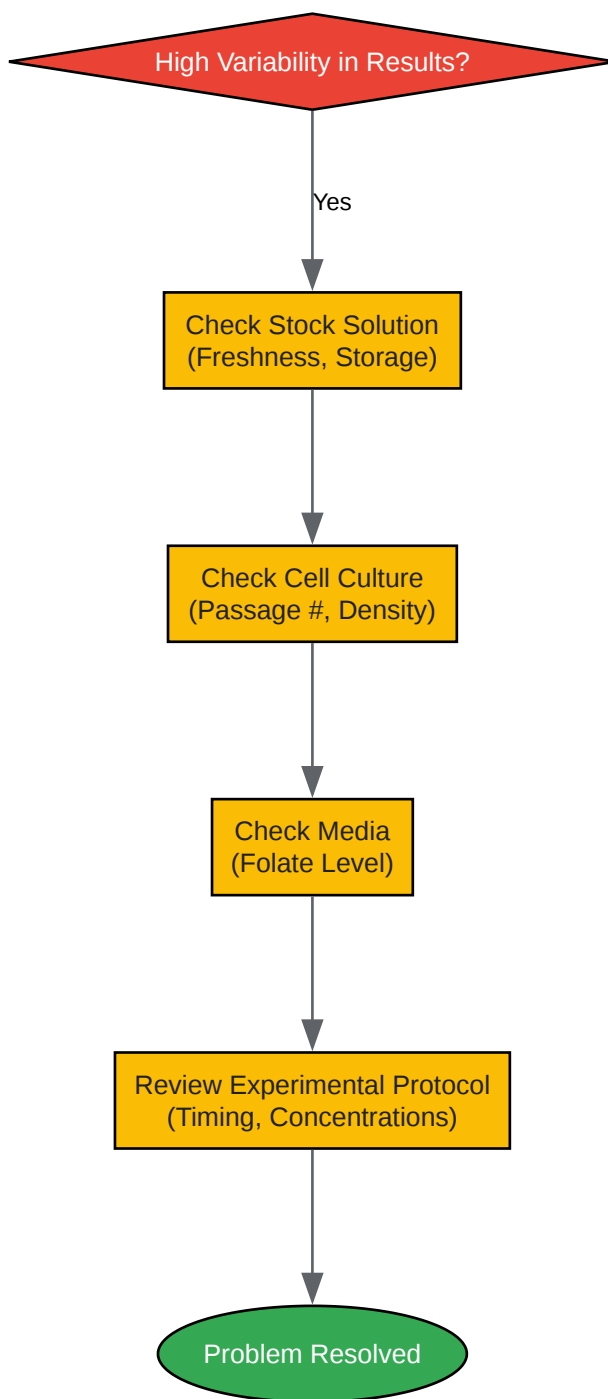 High Variability in Results?
Yes
Check Stock Solution
(Freshness, Storage)
Check Cell Culture
(Passage #, Density)
Check Media
(Folate Level)
Review Experimental Protocol
(Timing, Concentrations)
Problem Resolved